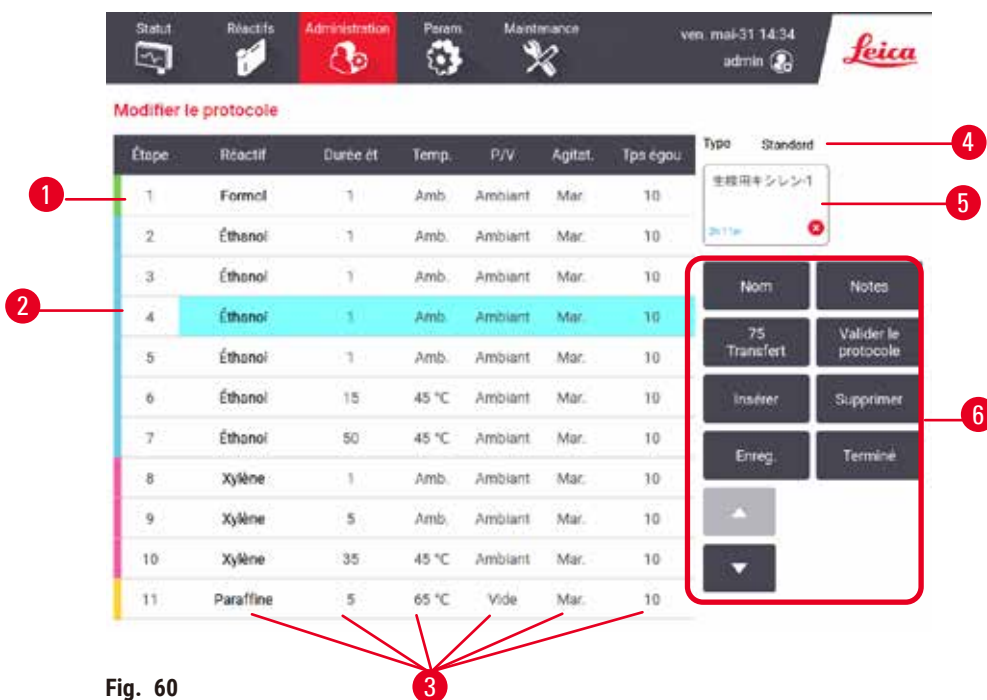 Statut Réactifs Administration Param. Maintenance ven. mai-31 14:34
admin Leica
Modifier le protocole
Étape Réactif Durée ét Temp. P/V Agitat. Tps égou
Type Standard 4
生検用キシレン-1 5
2h 11m
1 1 Formol 1 Amb. Ambiant Mar. 10
2 Éthanol 1 Amb. Ambiant Mar. 10
3 Éthanol 1 Amb. Ambiant Mar. 10
2 4 Éthanol 1 Amb. Ambiant Mar. 10
5 Éthanol 1 Amb. Ambiant Mar. 10
6 Éthanol 15 45 °C Ambiant Mar. 10
7 Éthanol 50 45 °C Ambiant Mar. 10
8 Xylène 1 Amb. Ambiant Mar. 10
9 Xylène 5 Amb. Ambiant Mar. 10
10 Xylène 35 45 °C Ambiant Mar. 10
11 Paraffine 5 65 °C Vide Mar. 10
Nom Notes
75 Valider le
Transfert protocole
Insérer Supprimer 6
Enreg. Terminé
3
Fig. 60